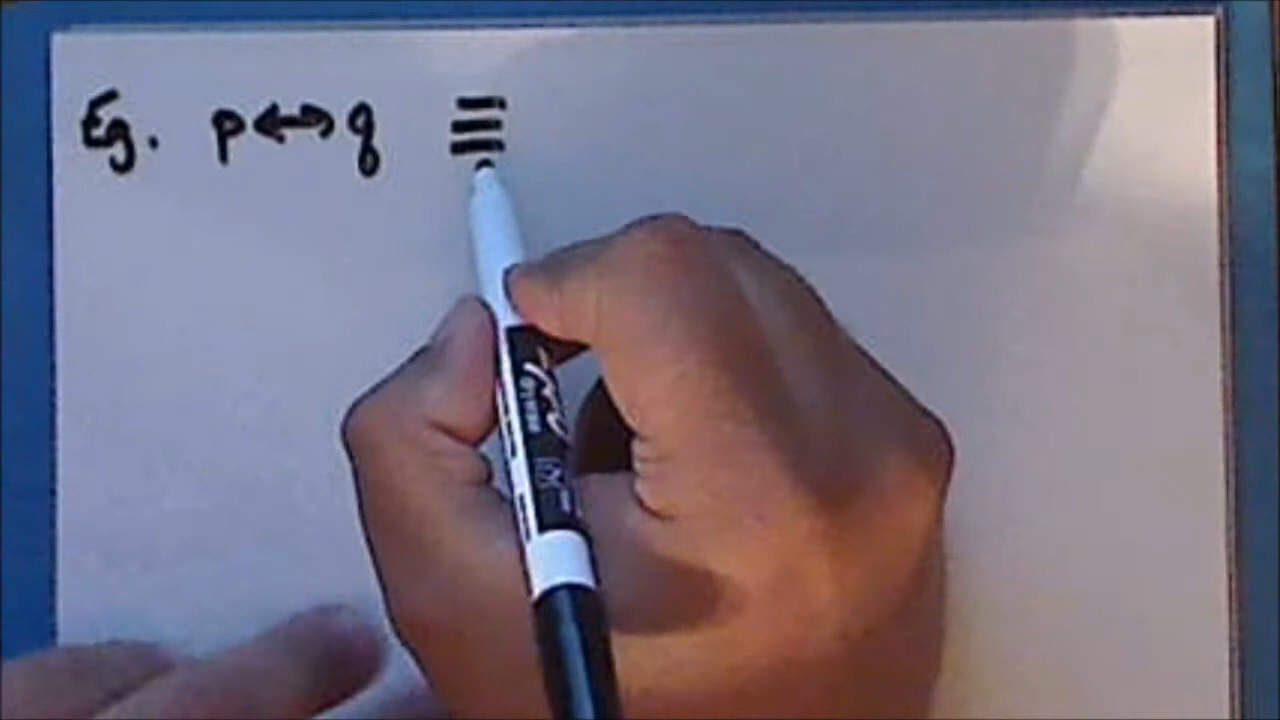 Eg. p ↔ q ≡